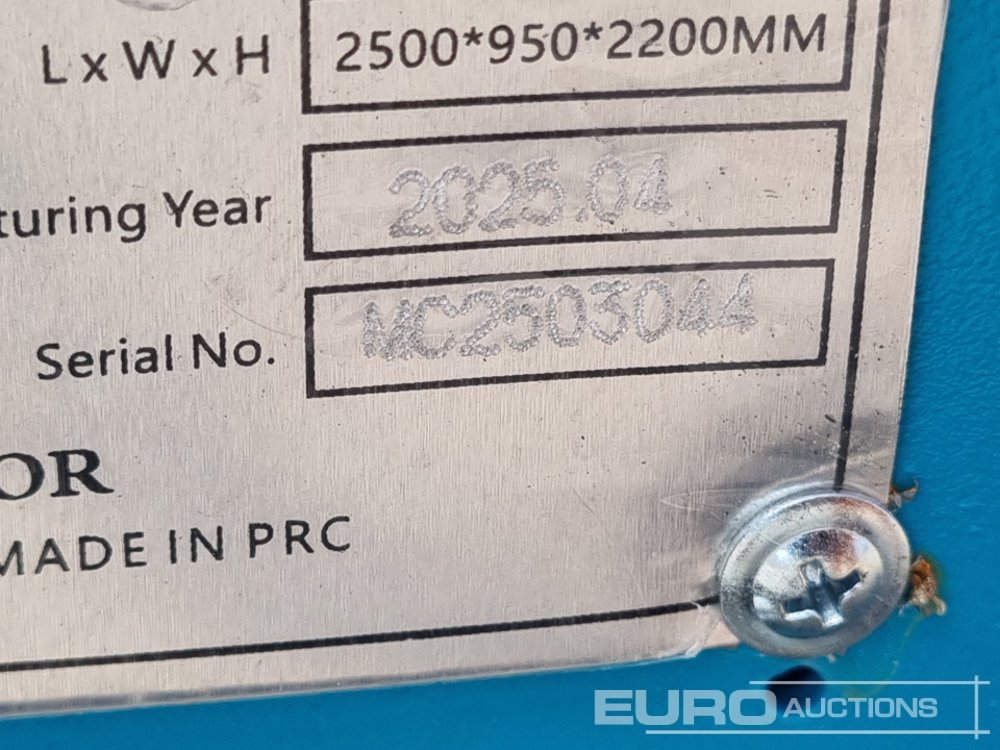 L x W x H 2500*950*2200MM
turing Year 2025.04
Serial No. MC2503044
OR
MADE IN PRC
EURO AUCTIONS